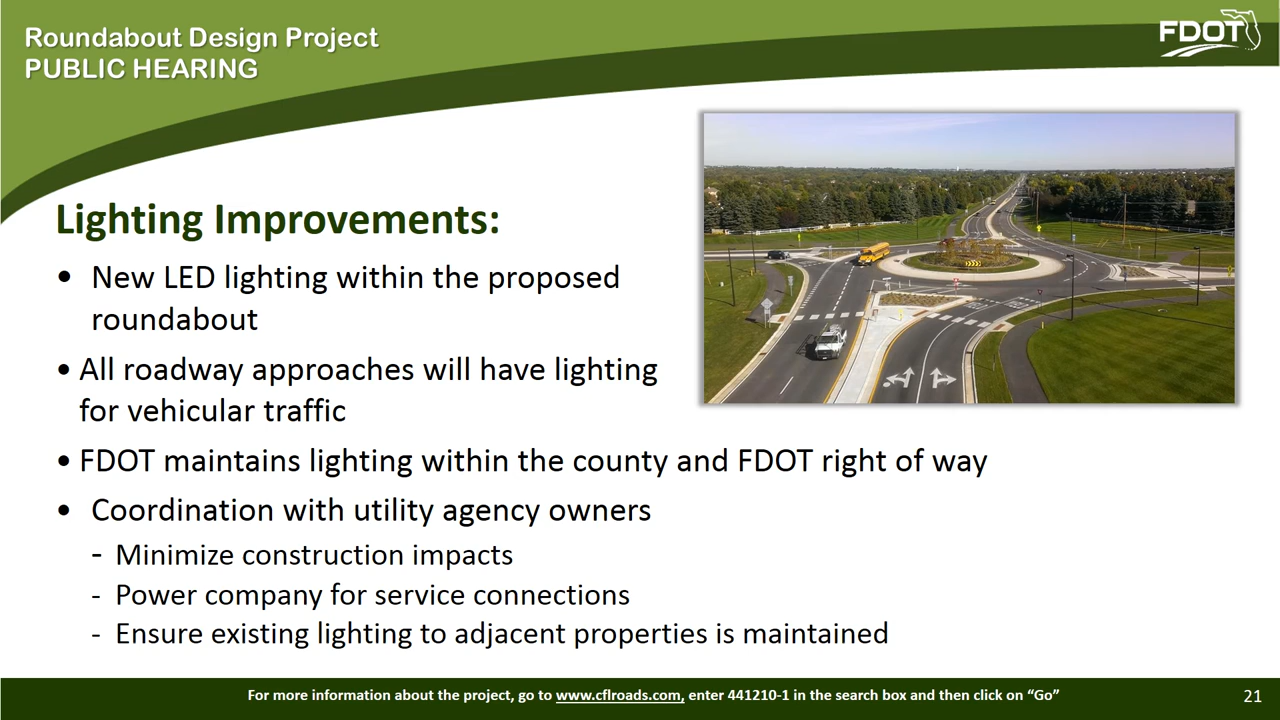 Roundabout Design Project
PUBLIC HEARING
FDOT
Lighting Improvements:
• New LED lighting within the proposed
roundabout
• All roadway approaches will have lighting
for vehicular traffic
• FDOT maintains lighting within the county and FDOT right of way
• Coordination with utility agency owners
- Minimize construction impacts
- Power company for service connections
- Ensure existing lighting to adjacent properties is maintained
For more information about the project, go to www.cflroads.com, enter 441210-1 in the search box and then click on “Go”
21